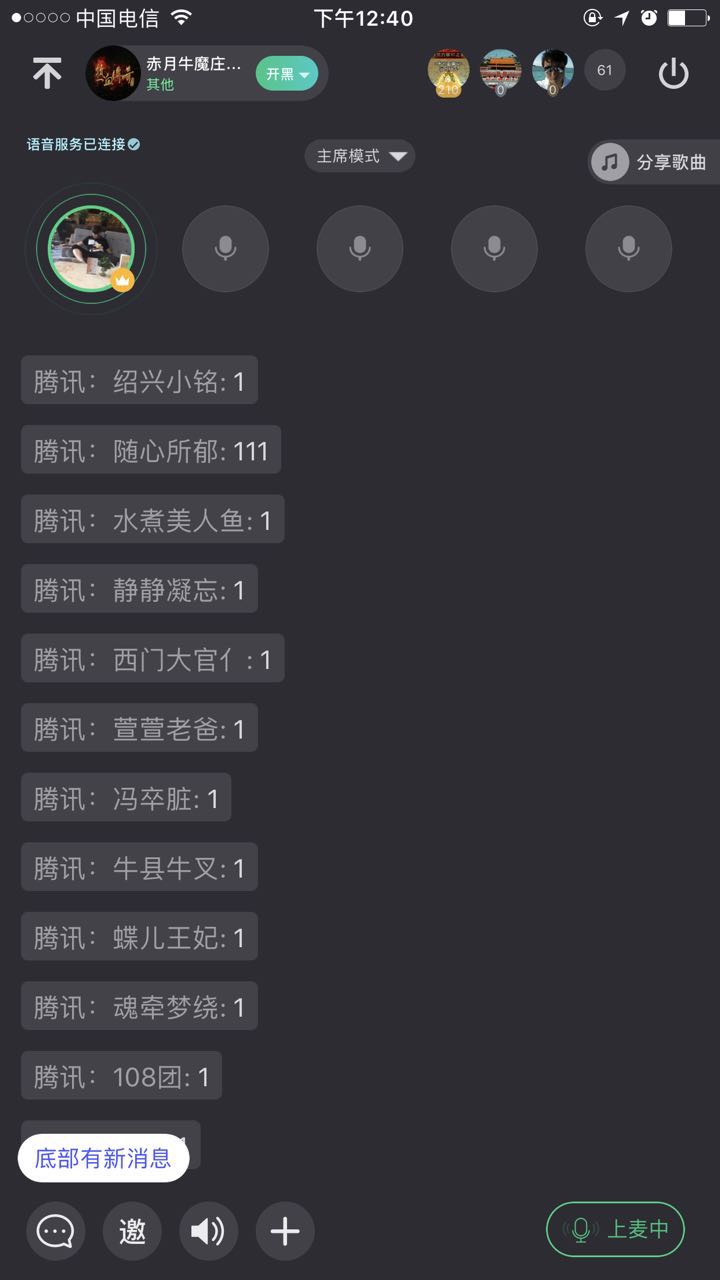 中国电信
下午12:40
赤月牛魔庄...
其他
开黑
210
0
0
61
语音服务已连接
主席模式
分享歌曲
腾讯：绍兴小铭: 1
腾讯：随心所郁: 111
腾讯：水煮美人鱼: 1
腾讯：静静凝忘: 1
腾讯：西门大官亻: 1
腾讯：萱萱老爸: 1
腾讯：冯卒脏: 1
腾讯：牛县牛叉: 1
腾讯：蝶儿王妃: 1
腾讯：魂牵梦绕: 1
腾讯：108团: 1
底部有新消息
邀
上麦中